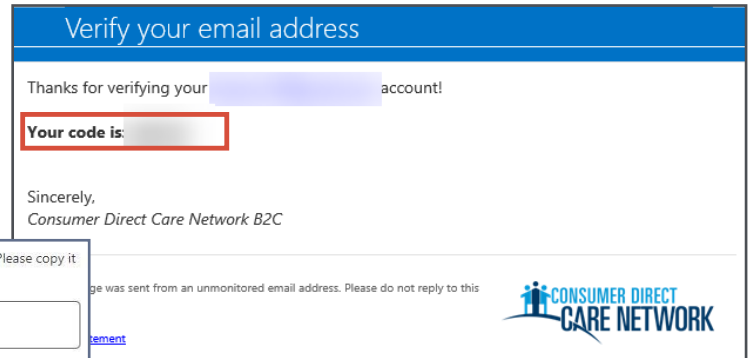 Verify your email address
Thanks for verifying your account!
Your code is:
Sincerely,
Consumer Direct Care Network B2C
Please copy it
ge was sent from an unmonitored email address. Please do not reply to this
tement
CONSUMER DIRECT
CARE NETWORK